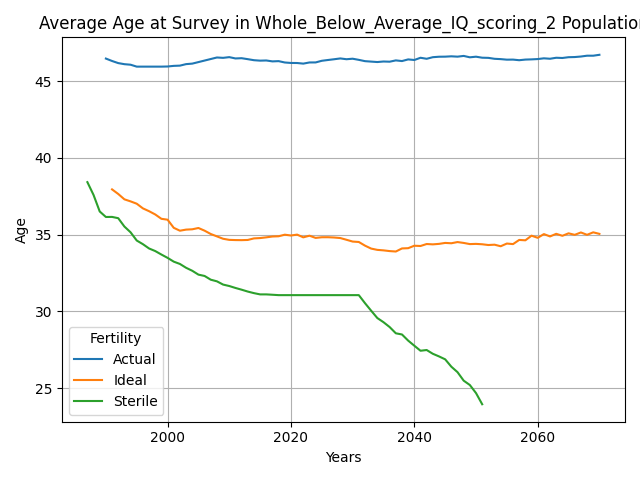 Average Age at Survey in Whole_Below_Average_IQ_scoring_2 Population
45
40
35
30
25
Age
Fertility
Actual
Ideal
Sterile
2000 2020 2040 2060
Years